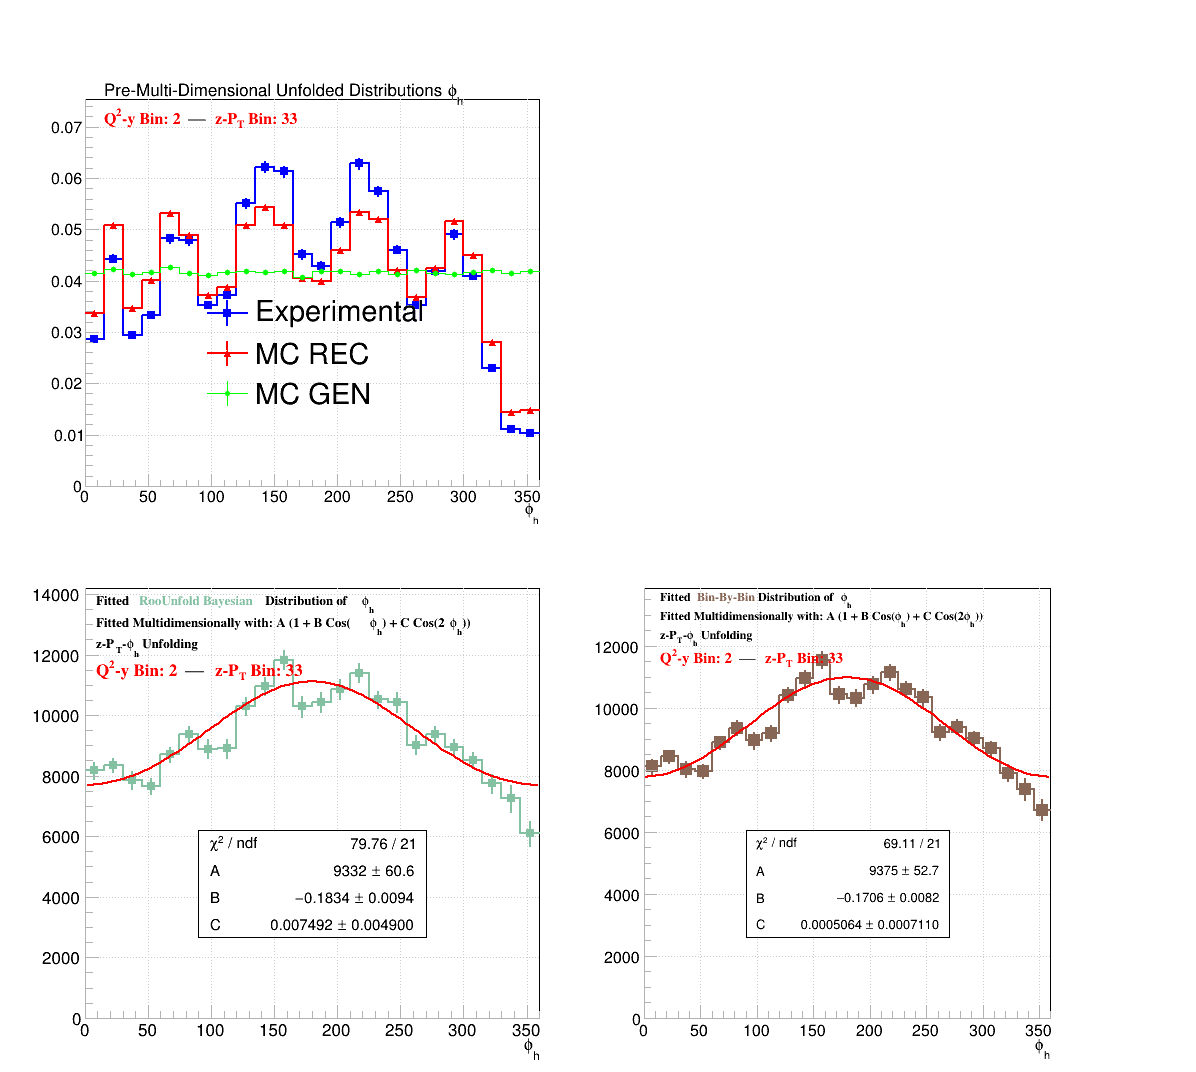 Pre-Multi-Dimensional Unfolded Distributions ϕh
Q²-y Bin: 2 — z-PT Bin: 33
0.07
0.06
0.05
0.04
0.03
0.02
0.01
0
Experimental
MC REC
MC GEN
0 50 100 150 200 250 300 350
ϕh
Fitted RooUnfold Bayesian Distribution of ϕh
Fitted Multidimensionally with: A (1 + B Cos( ϕh) + C Cos(2 ϕh))
z-PT-ϕh Unfolding
Q²-y Bin: 2 — z-PT Bin: 33
14000
12000
10000
8000
6000
4000
2000
0
χ² / ndf 79.76 / 21
A 9332 ± 60.6
B −0.1834 ± 0.0094
C 0.007492 ± 0.004900
0 50 100 150 200 250 300 350
ϕh
Fitted Bin-By-Bin Distribution of ϕh
Fitted Multidimensionally with: A (1 + B Cos(ϕh) + C Cos(2ϕh))
z-PT-ϕh Unfolding
Q²-y Bin: 2 — z-PT Bin: 33
12000
10000
8000
6000
4000
2000
0
χ² / ndf 69.11 / 21
A 9375 ± 52.7
B −0.1706 ± 0.0082
C 0.0005064 ± 0.0007110
0 50 100 150 200 250 300 350
ϕh